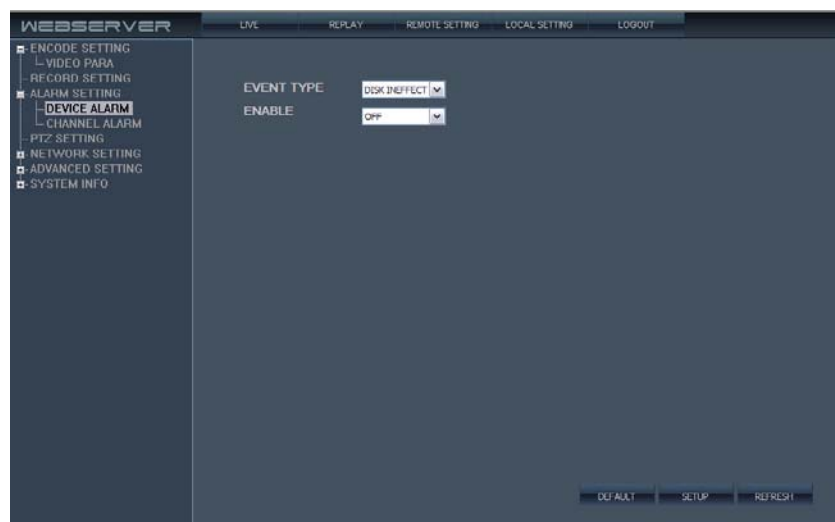 WEBSERVER
LIVE REPLAY REMOTE SETTING LOCAL SETTING LOGOUT
ENCODE SETTING
VIDEO PARA
RECORD SETTING
ALARM SETTING
DEVICE ALARM
CHANNEL ALARM
PTZ SETTING
NETWORK SETTING
ADVANCED SETTING
SYSTEM INFO
EVENT TYPE DISK INEFFECT
ENABLE OFF
DEFAULT SETUP REFRESH